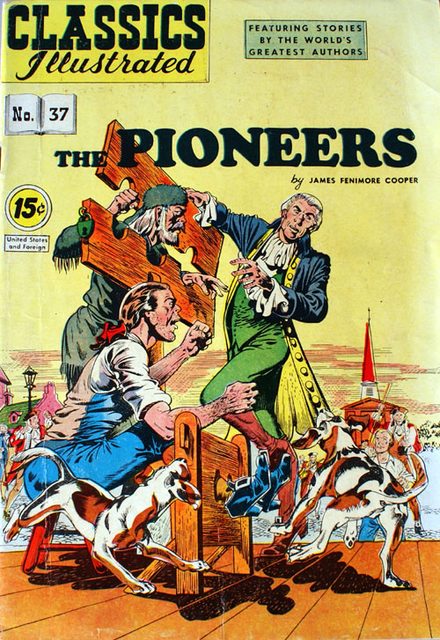 CLASSICS
Illustrated
FEATURING STORIES
BY THE WORLD'S
GREATEST AUTHORS
No. 37
THE PIONEERS
by JAMES FENIMORE COOPER
15¢
United States
and Foreign